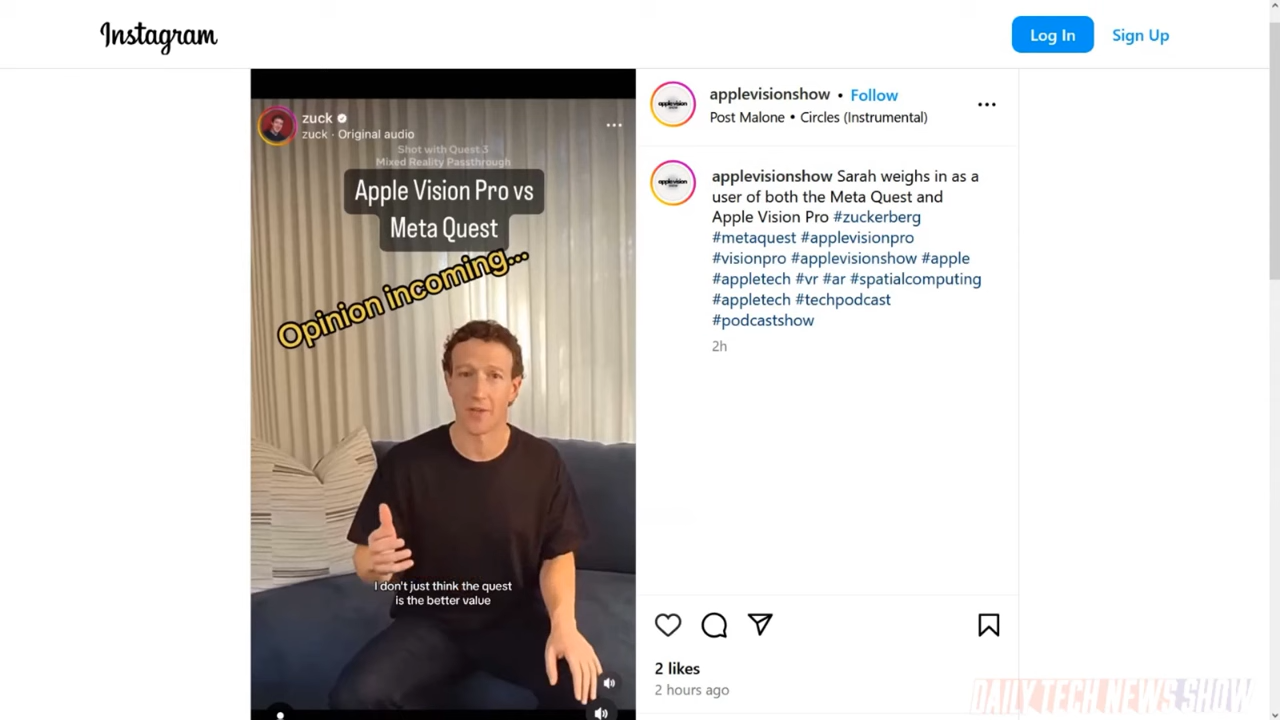 Instagram
Log In
Sign Up
zuck
zuck · Original audio
Shot with Quest 3
Mixed Reality Passthrough
Apple Vision Pro vs
Meta Quest
Opinion incoming...
I don't just think the quest
is the better value
applevisionshow • Follow
Post Malone • Circles (Instrumental)
applevisionshow Sarah weighs in as a
user of both the Meta Quest and
Apple Vision Pro #zuckerberg
#metaquest #applevisionpro
#visionpro #applevisionshow #apple
#appletech #vr #ar #spatialcomputing
#appletech #techpodcast
#podcastshow
2h
2 likes
2 hours ago
DAILY TECH NEWS SHOW